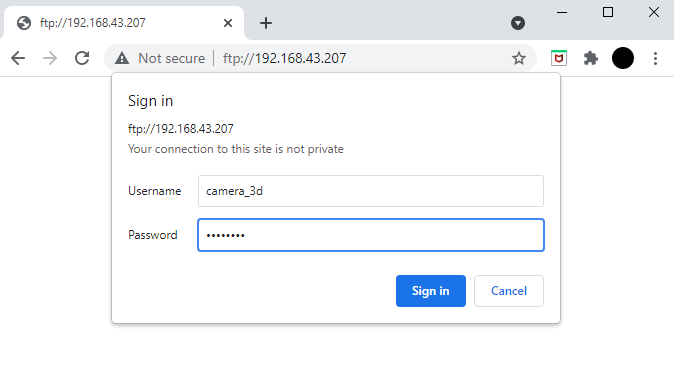 ftp://192.168.43.207
Not secure | ftp://192.168.43.207
Sign in
ftp://192.168.43.207
Your connection to this site is not private
Username camera_3d
Password ••••••••
Sign in Cancel